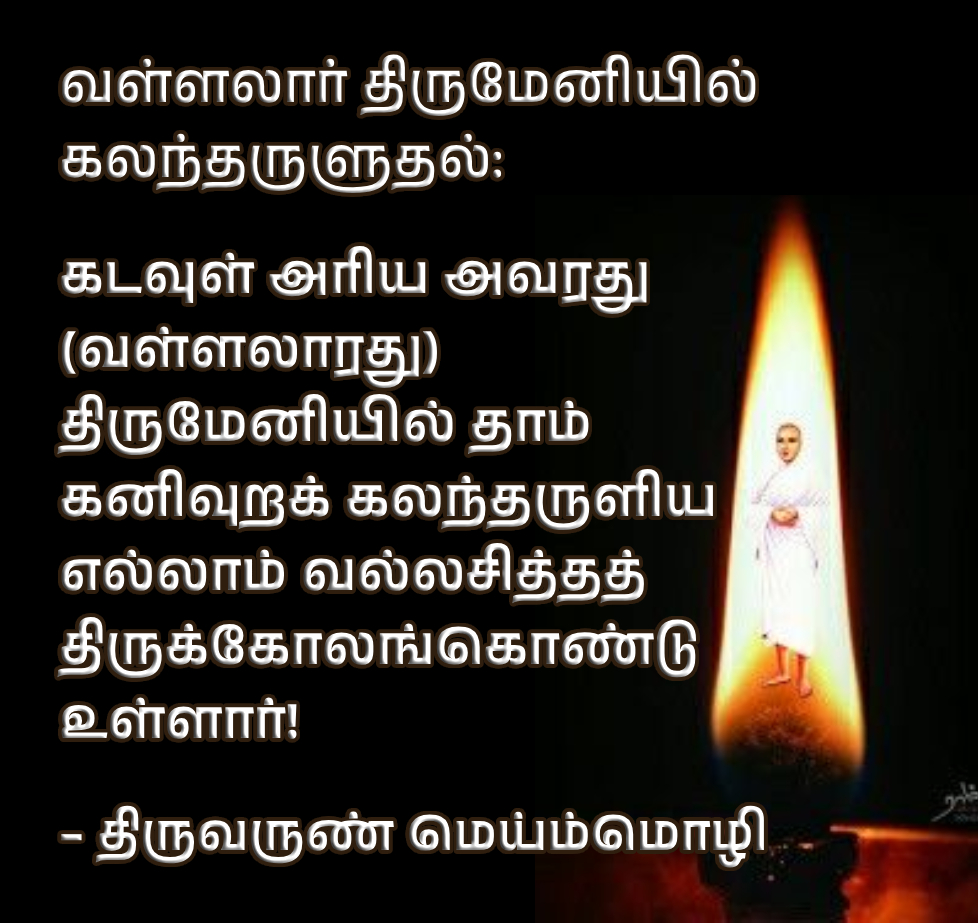 வள்ளலார் திருமேனியில்
கலந்தருளுதல்:
கடவுள் அரிய அவரது
(வள்ளலாரது)
திருமேனியில் தாம்
கனிவுறக் கலந்தருளிய
எல்லாம் வல்லசித்தத்
திருக்கோலங்கொண்டு
உள்ளார்!
- திருவருண் மெய்ம்மொழி